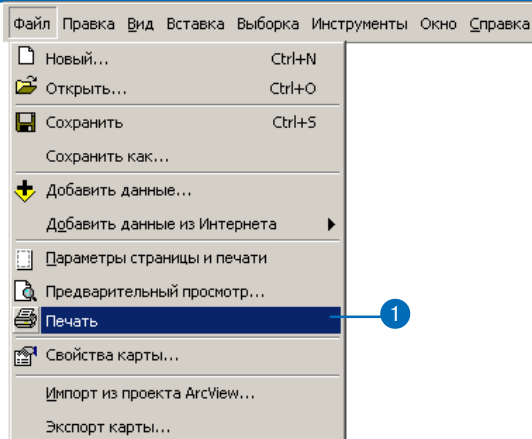 Файл Правка Вид Вставка Выборка Инструменты Окно Справка
Новый... Ctrl+N
Открыть... Ctrl+O
Сохранить Ctrl+S
Сохранить как...
Добавить данные...
Добавить данные из Интернета
Параметры страницы и печати
Предварительный просмотр...
Печать 1
Свойства карты...
Импорт из проекта ArcView...
Экспорт карты...